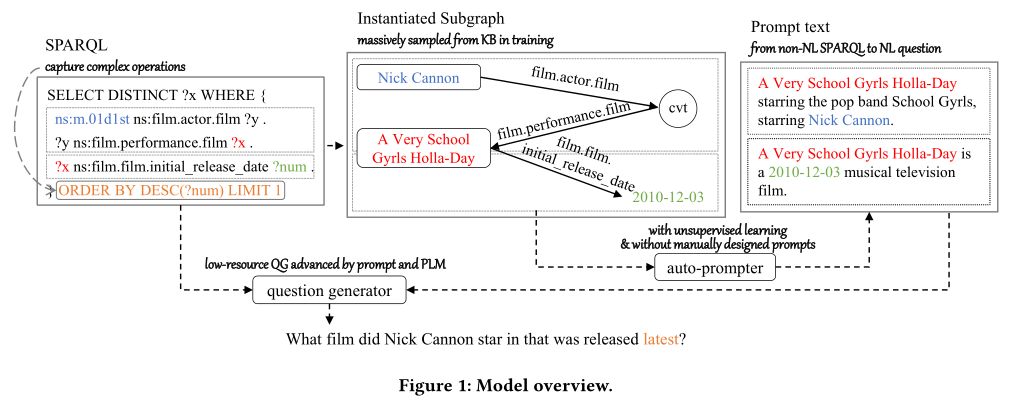 SPARQL
capture complex operations
SELECT DISTINCT ?x WHERE {
ns:m.01d1st ns:film.actor.film ?y .
?y ns:film.performance.film ?x .
?x ns:film.film.initial_release_date ?num .
} ORDER BY DESC(?num) LIMIT 1
Instantiated Subgraph
massively sampled from KB in training
Nick Cannon
film.actor.film
cvt
film.performance.film
A Very School
Gyrls Holla-Day
film.film.
initial_release_date
2010-12-03
Prompt text
from non-NL SPARQL to NL question
A Very School Gyrls Holla-Day
starring the pop band School Gyrls,
starring Nick Cannon.
A Very School Gyrls Holla-Day is
a 2010-12-03 musical television
film.
with unsupervised learning
& without manually designed prompts
auto-prompter
low-resource QG advanced by prompt and PLM
question generator
What film did Nick Cannon star in that was released latest?
Figure 1: Model overview.